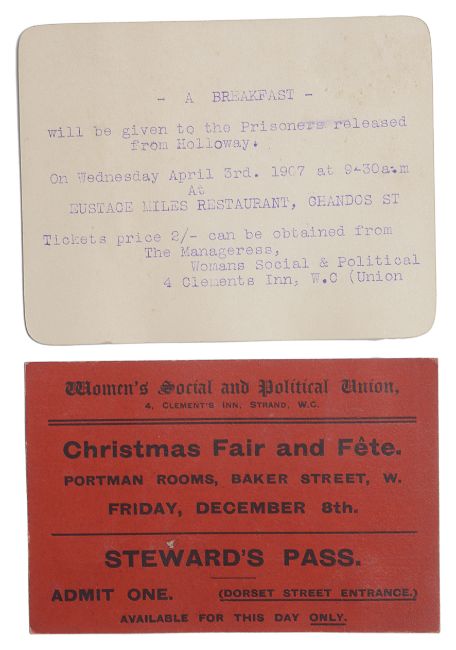 - A BREAKFAST -
will be given to the Prisoners released
from Holloway.
On Wednesday April 3rd. 1907 at 9-30a.m
At
EUSTACE MILES RESTAURANT, CHANDOS ST
Tickets price 2/- can be obtained from
The Manageress,
Womans Social & Political
4 Clements Inn, W.C (Union
Women's Social and Political Union,
4, CLEMENT'S INN, STRAND, W.C.
Christmas Fair and Fête.
PORTMAN ROOMS, BAKER STREET, W.
FRIDAY, DECEMBER 8th.
STEWARD'S PASS.
ADMIT ONE. (DORSET STREET ENTRANCE.)
AVAILABLE FOR THIS DAY ONLY.